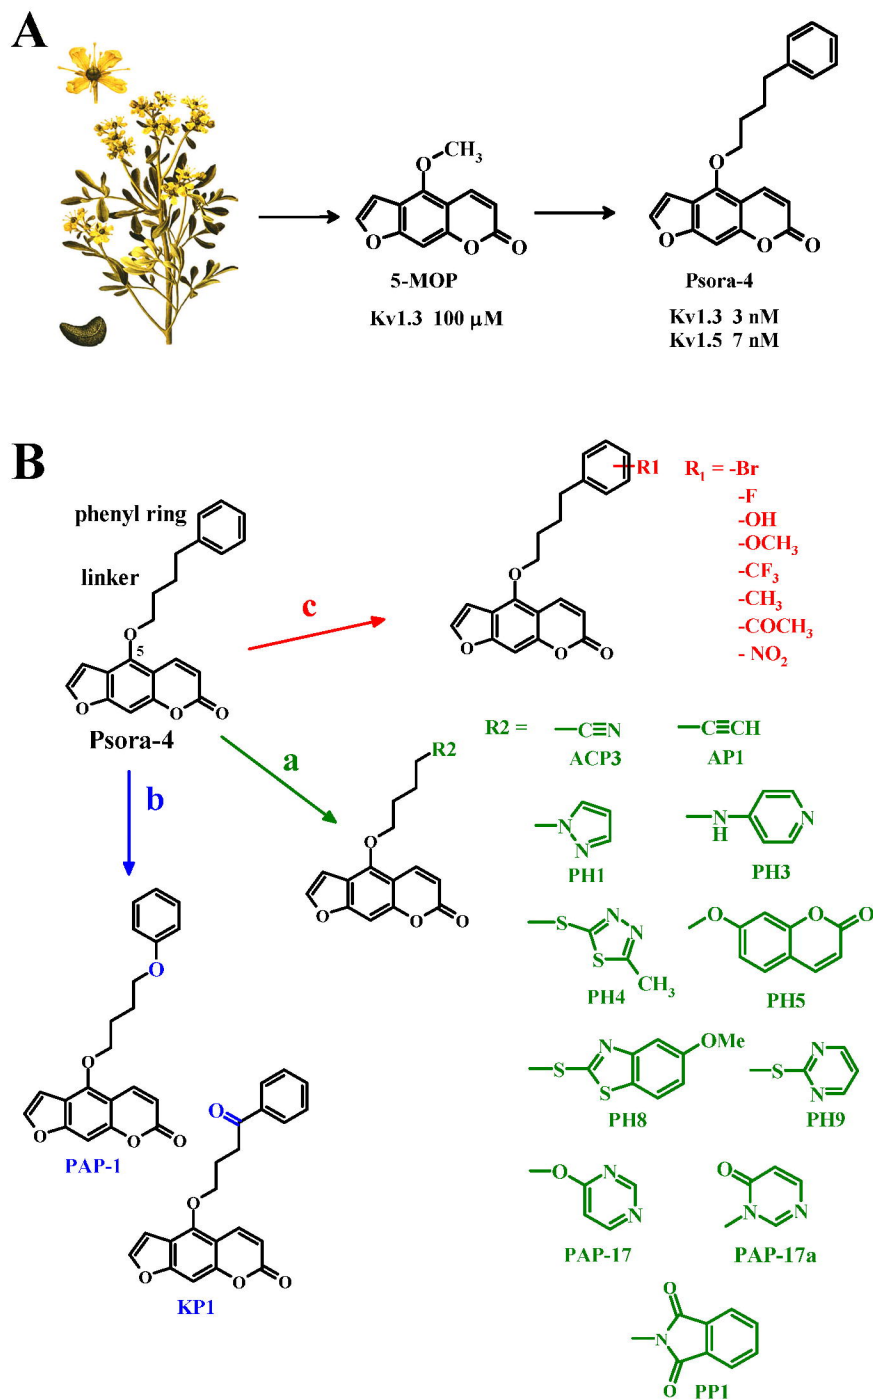 A
O CH₃
O O O
5-MOP
Kv1.3 100 μM
O
O O O
Psora-4
Kv1.3 3 nM
Kv1.5 7 nM
B
phenyl ring
linker
O
5
O O O
Psora-4
c
R1
O
O O O
R₁ = -Br
-F
-OH
-OCH₃
-CF₃
-CH₃
-COCH₃
- NO₂
a
b
R2
O
O O O
R2 =
C≡N
ACP3
C≡CH
AP1
N
N
PH1
N
H
N
PH3
S N N
S
CH₃
PH4
O O O
PH5
S N OMe
S
PH8
S N
N
PH9
O N
N
PAP-17
O
N N
PAP-17a
O
N
O
PP1
O
O
O O O
PAP-1
O
O
O O O
KP1